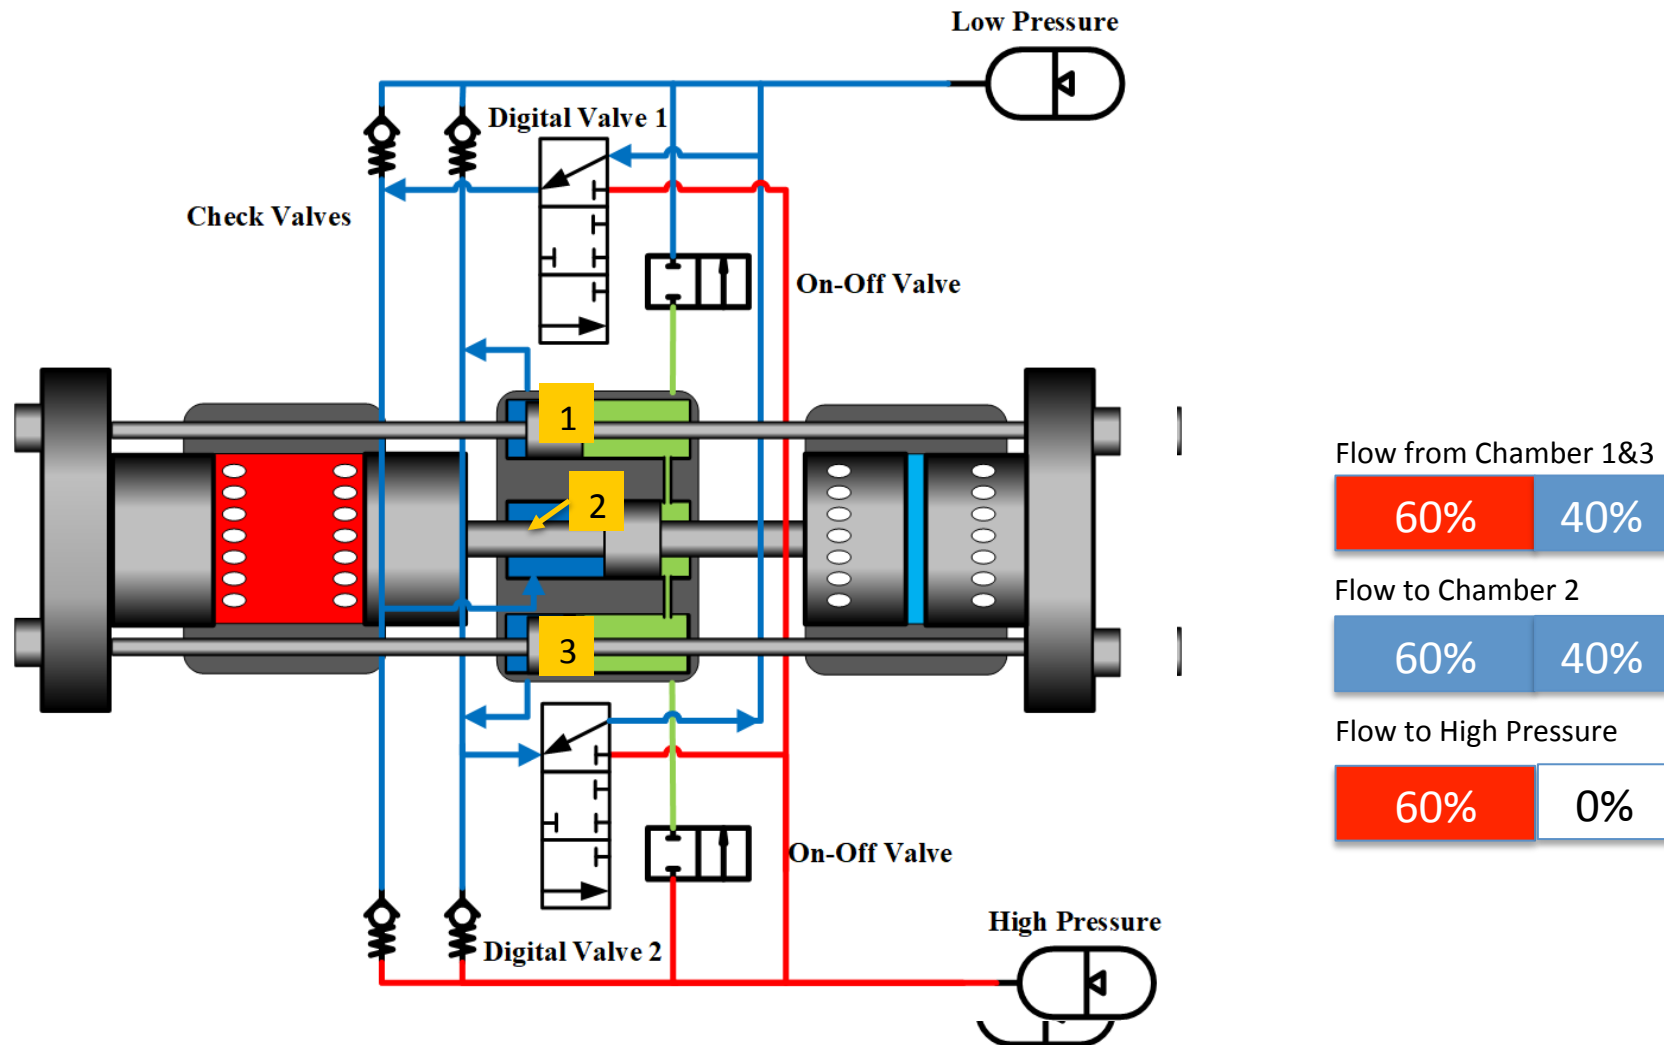 Low Pressure
Digital Valve 1
Check Valves
On-Off Valve
1
2
3
Flow from Chamber 1&3
60% 40%
Flow to Chamber 2
60% 40%
Flow to High Pressure
60% 0%
On-Off Valve
High Pressure
Digital Valve 2